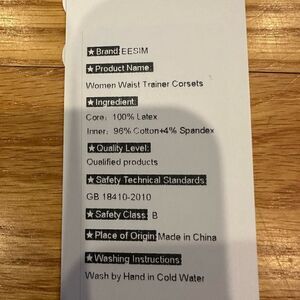 ★Brand: EESIM
★Product Name:
Women Waist Trainer Corsets
★Ingredient:
Core: 100% Latex
Inner: 96% Cotton+4% Spandex
★Quality Level:
Qualified products
★Safety Technical Standards:
GB 18410-2010
★Safety Class: B
★Place of Origin: Made in China
★Washing Instructions:
Wash by Hand in Cold Water